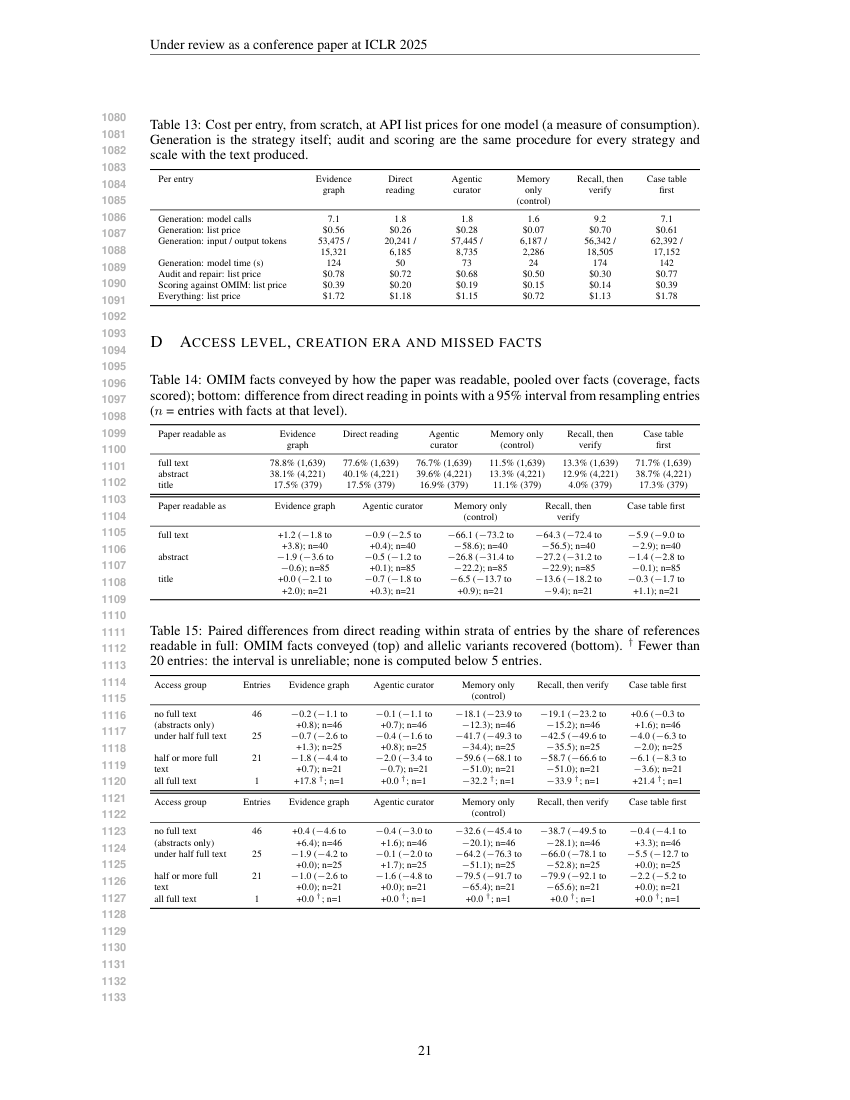 Under review as a conference paper at ICLR 2025
1080
1081
1082
1083
1084
1085
1086
1087
1088
1089
1090
1091
1092
1093
1094
1095
1096
1097
1098
1099
1100
1101
1102
1103
1104
1105
1106
1107
1108
1109
1110
1111
1112
1113
1114
1115
1116
1117
1118
1119
1120
1121
1122
1123
1124
1125
1126
1127
1128
1129
1130
1131
1132
1133
Table 13: Cost per entry, from scratch, at API list prices for one model (a measure of consumption).
Generation is the strategy itself; audit and scoring are the same procedure for every strategy and
scale with the text produced.
Per entry Evidence Direct Agentic Memory Recall, then Case table
graph reading curator only verify first
(control)
Generation: model calls 7.1 1.8 1.8 1.6 9.2 7.1
Generation: list price $0.56 $0.26 $0.28 $0.07 $0.70 $0.61
Generation: input / output tokens 53,475 / 20,241 / 57,445 / 6,187 / 56,342 / 62,392 /
15,321 6,185 8,735 2,286 18,505 17,152
Generation: model time (s) 124 50 73 24 174 142
Audit and repair: list price $0.78 $0.72 $0.68 $0.50 $0.30 $0.77
Scoring against OMIM: list price $0.39 $0.20 $0.19 $0.15 $0.14 $0.39
Everything: list price $1.72 $1.18 $1.15 $0.72 $1.13 $1.78
D ACCESS LEVEL, CREATION ERA AND MISSED FACTS
Table 14: OMIM facts conveyed by how the paper was readable, pooled over facts (coverage, facts
scored); bottom: difference from direct reading in points with a 95% interval from resampling entries
(n = entries with facts at that level).
Paper readable as Evidence Direct reading Agentic Memory only Recall, then Case table
graph curator (control) verify first
full text 78.8% (1,639) 77.6% (1,639) 76.7% (1,639) 11.5% (1,639) 13.3% (1,639) 71.7% (1,639)
abstract 38.1% (4,221) 40.1% (4,221) 39.6% (4,221) 13.3% (4,221) 12.9% (4,221) 38.7% (4,221)
title 17.5% (379) 17.5% (379) 16.9% (379) 11.1% (379) 4.0% (379) 17.3% (379)
Paper readable as Evidence graph Agentic curator Memory only Recall, then Case table first
(control) verify
full text +1.2 (−1.8 to −0.9 (−2.5 to −66.1 (−73.2 to −64.3 (−72.4 to −5.9 (−9.0 to
+3.8); n=40 +0.4); n=40 −58.6); n=40 −56.5); n=40 −2.9); n=40
abstract −1.9 (−3.6 to −0.5 (−1.2 to −26.8 (−31.4 to −27.2 (−31.2 to −1.4 (−2.8 to
−0.6); n=85 +0.1); n=85 −22.2); n=85 −22.9); n=85 −0.1); n=85
title +0.0 (−2.1 to −0.7 (−1.8 to −6.5 (−13.7 to −13.6 (−18.2 to −0.3 (−1.7 to
+2.0); n=21 +0.3); n=21 +0.9); n=21 −9.4); n=21 +1.1); n=21
Table 15: Paired differences from direct reading within strata of entries by the share of references
readable in full: OMIM facts conveyed (top) and allelic variants recovered (bottom). † Fewer than
20 entries: the interval is unreliable; none is computed below 5 entries.
Access group Entries Evidence graph Agentic curator Memory only Recall, then verify Case table first
(control)
no full text 46 −0.2 (−1.1 to −0.1 (−1.1 to −18.1 (−23.9 to −19.1 (−23.2 to +0.6 (−0.3 to
(abstracts only) +0.8); n=46 +0.7); n=46 −12.3); n=46 −15.2); n=46 +1.6); n=46
under half full text 25 −0.7 (−2.6 to −0.4 (−1.6 to −41.7 (−49.3 to −42.5 (−49.6 to −4.0 (−6.3 to
+1.3); n=25 +0.8); n=25 −34.4); n=25 −35.5); n=25 −2.0); n=25
half or more full 21 −1.8 (−4.4 to −2.0 (−3.4 to −59.6 (−68.1 to −58.7 (−66.6 to −6.1 (−8.3 to
text +0.7); n=21 −0.7); n=21 −51.0); n=21 −51.0); n=21 −3.6); n=21
all full text 1 +17.8 †; n=1 +0.0 †; n=1 −32.2 †; n=1 −33.9 †; n=1 +21.4 †; n=1
Access group Entries Evidence graph Agentic curator Memory only Recall, then verify Case table first
(control)
no full text 46 +0.4 (−4.6 to −0.4 (−3.0 to −32.6 (−45.4 to −38.7 (−49.5 to −0.4 (−4.1 to
(abstracts only) +6.4); n=46 +1.6); n=46 −20.1); n=46 −28.1); n=46 +3.3); n=46
under half full text 25 −1.9 (−4.2 to −0.1 (−2.0 to −64.2 (−76.3 to −66.0 (−78.1 to −5.5 (−12.7 to
+0.0); n=25 +1.7); n=25 −51.1); n=25 −52.8); n=25 +0.0); n=25
half or more full 21 −1.0 (−2.6 to −1.6 (−4.8 to −79.5 (−91.7 to −79.9 (−92.1 to −2.2 (−5.2 to
text +0.0); n=21 +0.0); n=21 −65.4); n=21 −65.6); n=21 +0.0); n=21
all full text 1 +0.0 †; n=1 +0.0 †; n=1 +0.0 †; n=1 +0.0 †; n=1 +0.0 †; n=1
21